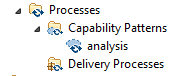 Processes
Capability Patterns
analysis
Delivery Processes